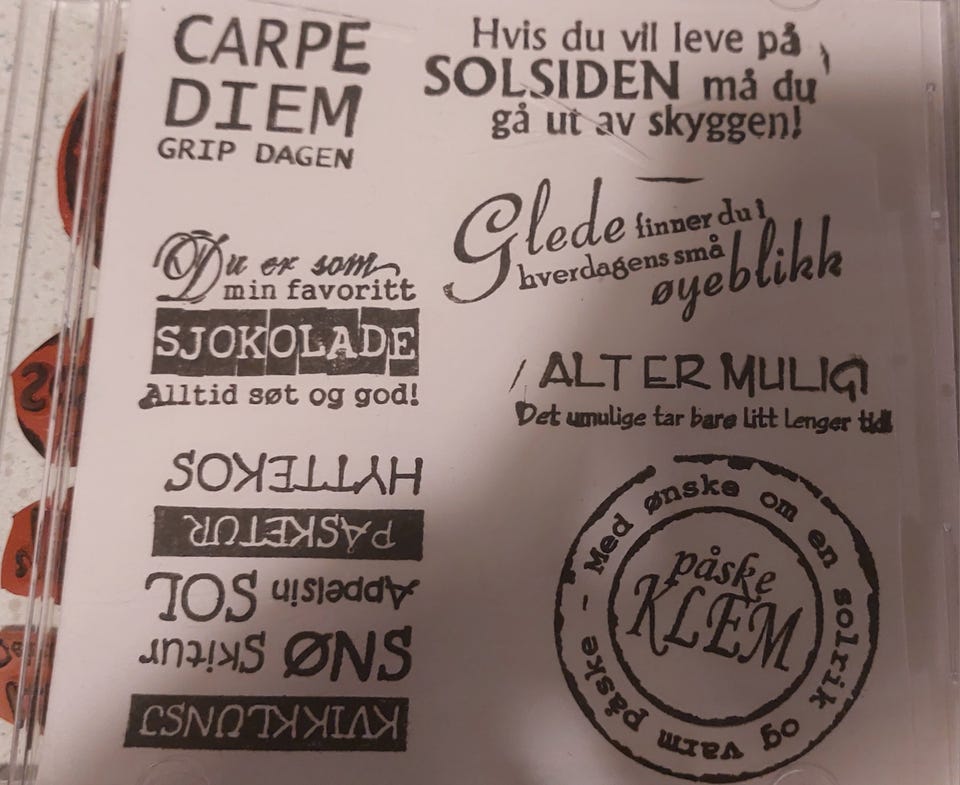 CARPE
DIEM
GRIP DAGEN
Hvis du vil leve på
SOLSIDEN må du
gå ut av skyggen!
Glede finner du i
hverdagens små
øyeblikk
Du er som
min favoritt
SJOKOLADE
Alltid søt og god!
ALT ER MULIG
Det umulige tar bare litt lenger tid
KVIKKLUNSJ
SNØ Skitur
Appelsin SOL
PÅSKETUR
HYTTEKOS
- Med ønske om en solrik og varm påske
påske
KLEM